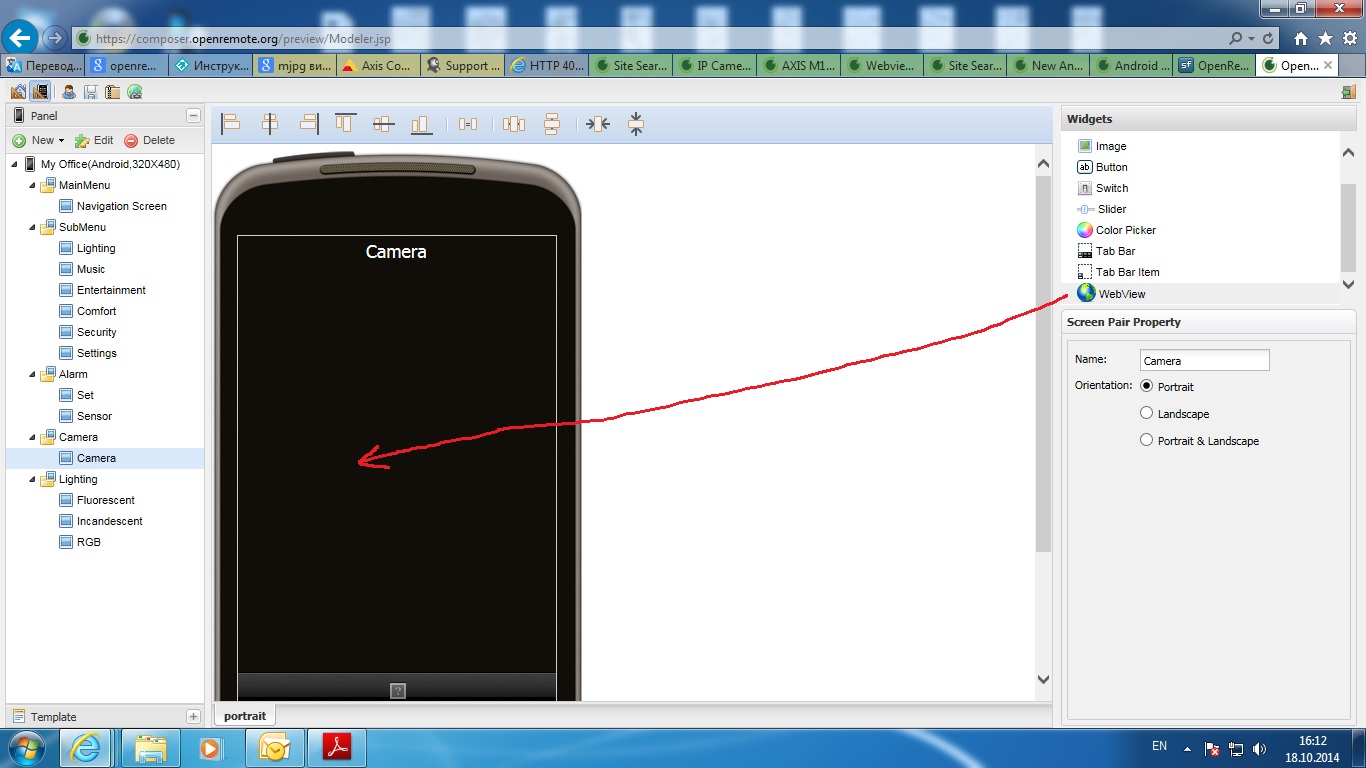 https://composer.openremote.org/preview/Modeler.jsp
Перевод...
openre...
Инструк...
mjpg ви...
Axis Co...
Support ...
HTTP 40...
Site Sear...
IP Came...
AXIS M1...
Webvie...
Site Sear...
New An...
Android ...
OpenRe...
Open...
Panel
New
Edit
Delete
My Office(Android,320X480)
MainMenu
Navigation Screen
SubMenu
Lighting
Music
Entertainment
Comfort
Security
Settings
Alarm
Set
Sensor
Camera
Camera
Lighting
Fluorescent
Incandescent
RGB
Template
Camera
?
portrait
Widgets
Image
Button
Switch
Slider
Color Picker
Tab Bar
Tab Bar Item
WebView
Screen Pair Property
Name: Camera
Orientation: Portrait
Landscape
Portrait & Landscape
EN
16:12
18.10.2014